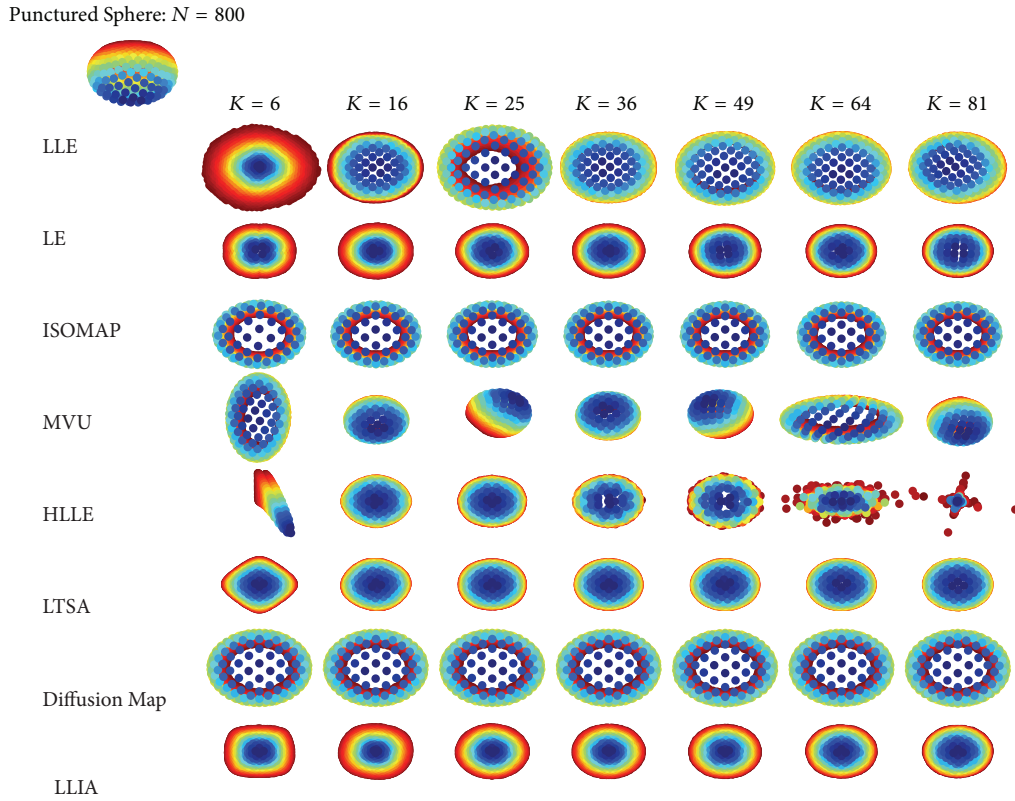 Punctured Sphere: N = 800
K = 6 K = 16 K = 25 K = 36 K = 49 K = 64 K = 81
LLE
LE
ISOMAP
MVU
HLLE
LTSA
Diffusion Map
LLIA